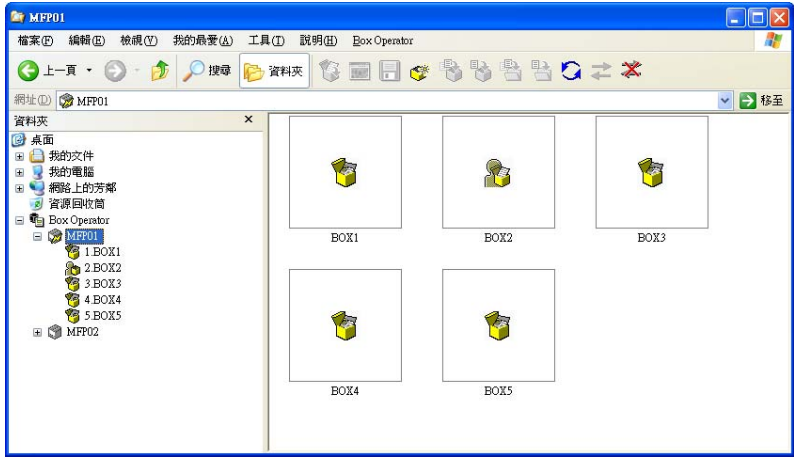 MFP01
檔案(F) 編輯(E) 檢視(V) 我的最愛(A) 工具(T) 說明(H) Box Operator
上一頁 搜尋 資料夾
網址(D) MFP01 移至
資料夾
桌面
我的文件
我的電腦
網路上的芳鄰
資源回收筒
Box Operator
MFP01
1.BOX1
2.BOX2
3.BOX3
4.BOX4
5.BOX5
MFP02
BOX1 BOX2 BOX3
BOX4 BOX5